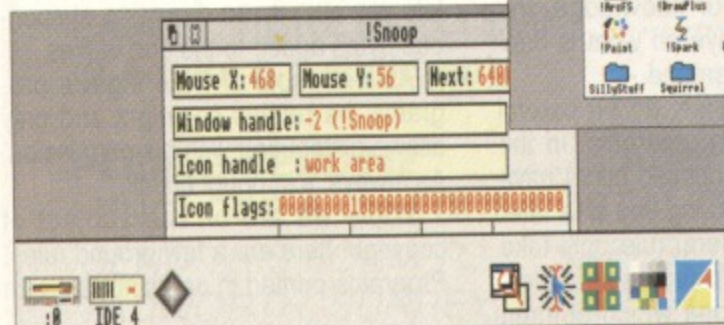 !ArcFS !DrawPlus
!Paint !Spark
SillyStuff Squirrel
!Snoop
Mouse X: 468 Mouse Y: 56 Next: 640
Window handle: -2 (!Snoop)
Icon handle : work area
Icon flags: 00000000100000000000000000000000
:0 IDE 4